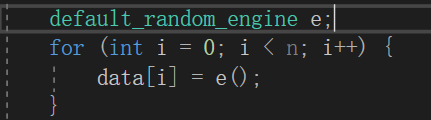 default_random_engine e;
for (int i = 0; i < n; i++) {
data[i] = e();
}